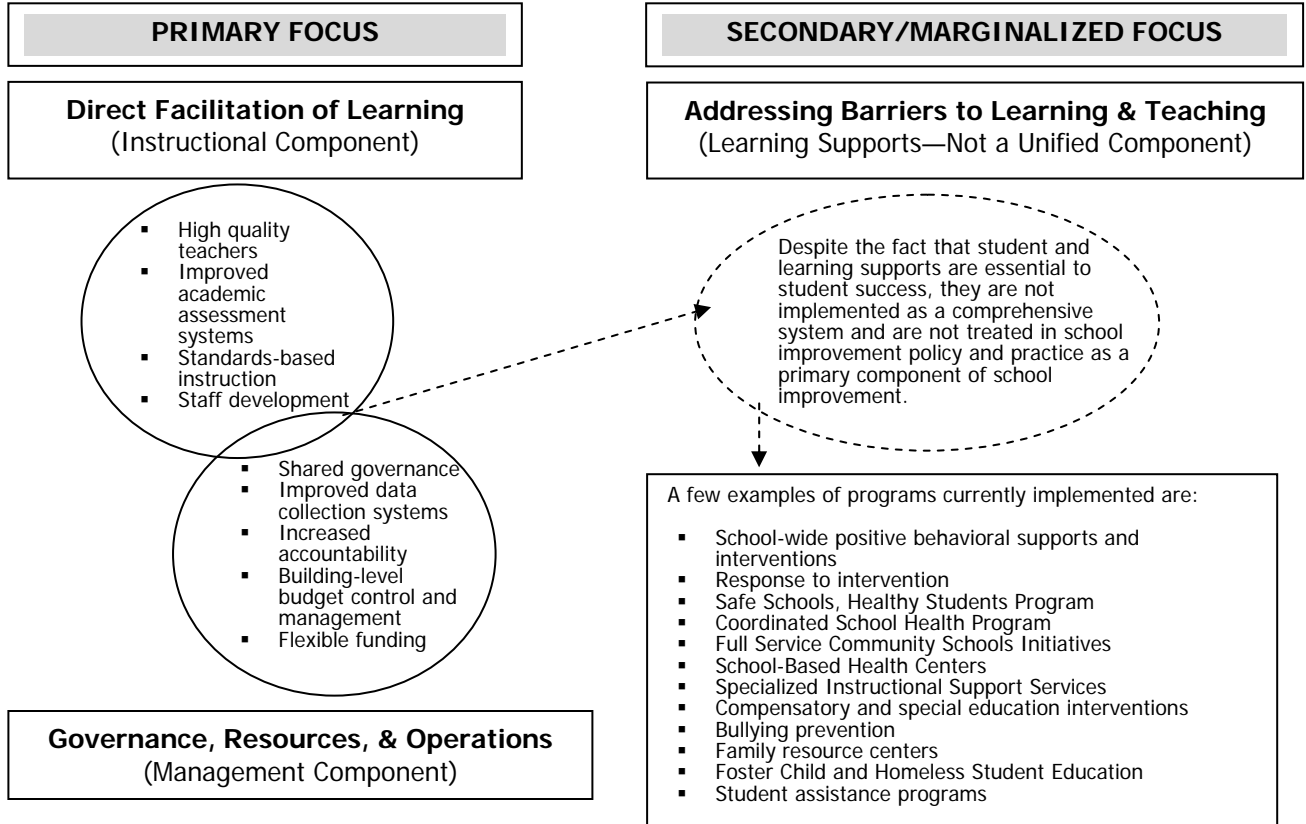 PRIMARY FOCUS
Direct Facilitation of Learning
(Instructional Component)
▪ High quality
teachers
▪ Improved
academic
assessment
systems
▪ Standards-based
instruction
▪ Staff development
▪ Shared governance
▪ Improved data
collection systems
▪ Increased
accountability
▪ Building-level
budget control and
management
▪ Flexible funding
Governance, Resources, & Operations
(Management Component)
SECONDARY/MARGINALIZED FOCUS
Addressing Barriers to Learning & Teaching
(Learning Supports—Not a Unified Component)
Despite the fact that student and
learning supports are essential to
student success, they are not
implemented as a comprehensive
system and are not treated in school
improvement policy and practice as a
primary component of school
improvement.
A few examples of programs currently implemented are:
▪ School-wide positive behavioral supports and
interventions
▪ Response to intervention
▪ Safe Schools, Healthy Students Program
▪ Coordinated School Health Program
▪ Full Service Community Schools Initiatives
▪ School-Based Health Centers
▪ Specialized Instructional Support Services
▪ Compensatory and special education interventions
▪ Bullying prevention
▪ Family resource centers
▪ Foster Child and Homeless Student Education
▪ Student assistance programs